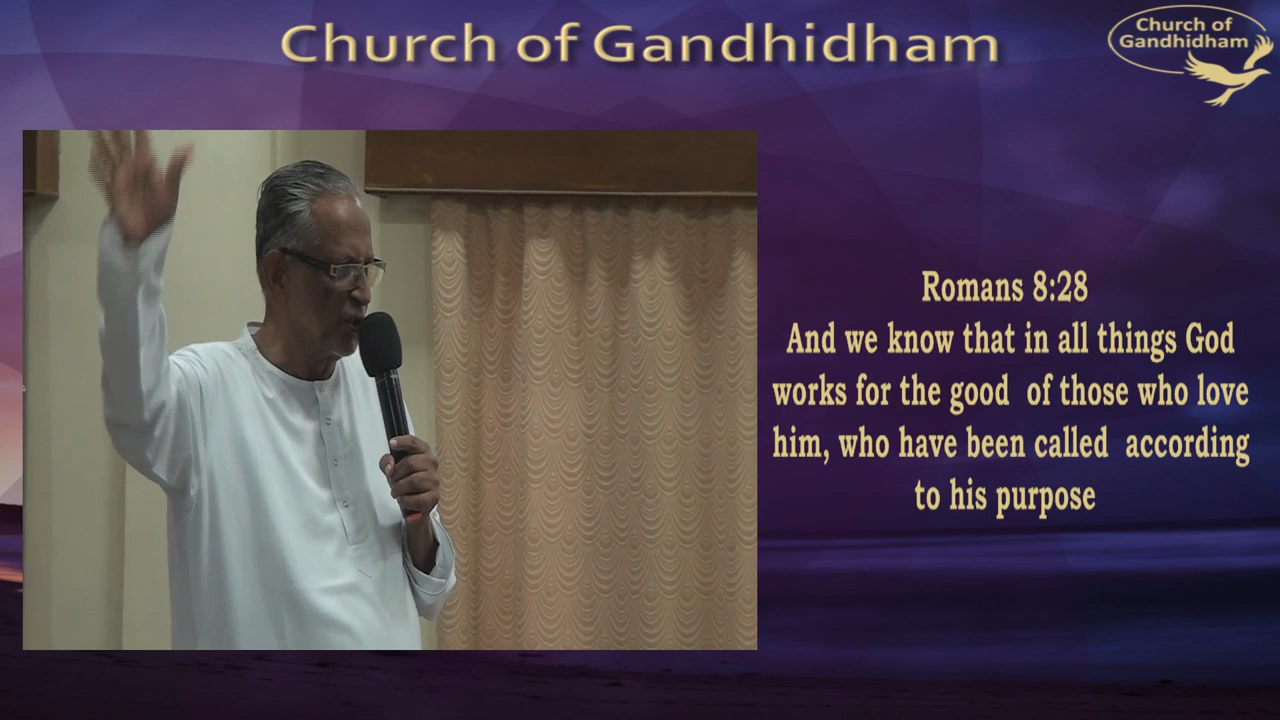 Church of Gandhidham
Church of
Gandhidham
Romans 8:28
And we know that in all things God
works for the good of those who love
him, who have been called according
to his purpose